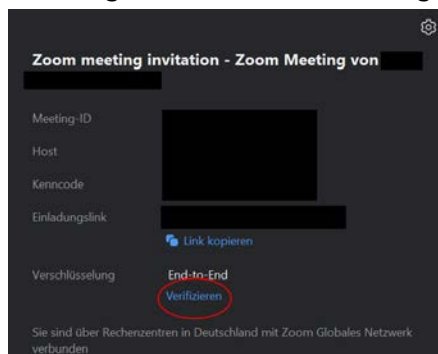 Zoom meeting invitation - Zoom Meeting von
Meeting-ID
Host
Kenncode
Einladungslink
Link kopieren
Verschlüsselung End-to-End
Verifizieren
Sie sind über Rechenzentren in Deutschland mit Zoom Globales Netzwerk
verbunden